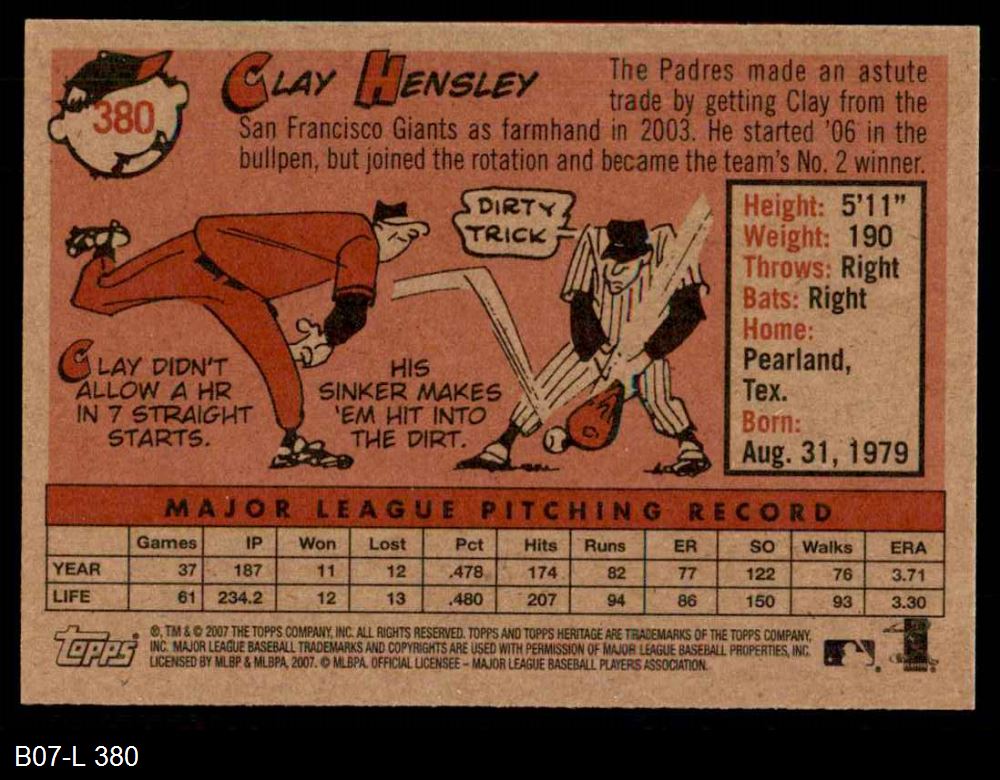 380
CLAY HENSLEY
The Padres made an astute
trade by getting Clay from the
San Francisco Giants as farmhand in 2003. He started '06 in the
bullpen, but joined the rotation and became the team's No. 2 winner.
DIRTY
TRICK
CLAY DIDN'T
ALLOW A HR
IN 7 STRAIGHT
STARTS.
HIS
SINKER MAKES
'EM HIT INTO
THE DIRT.
Height: 5'11"
Weight: 190
Throws: Right
Bats: Right
Home:
Pearland,
Tex.
Born:
Aug. 31, 1979
MAJOR LEAGUE PITCHING RECORD
Games IP Won Lost Pct Hits Runs ER SO Walks ERA
YEAR 37 187 11 12 .478 174 82 77 122 76 3.71
LIFE 61 234.2 12 13 .480 207 94 86 150 93 3.30
topps
®, TM & © 2007 THE TOPPS COMPANY, INC. ALL RIGHTS RESERVED. TOPPS AND TOPPS HERITAGE ARE TRADEMARKS OF THE TOPPS COMPANY,
INC. MAJOR LEAGUE BASEBALL TRADEMARKS AND COPYRIGHTS ARE USED WITH PERMISSION OF MAJOR LEAGUE BASEBALL PROPERTIES, INC.
LICENSED BY MLBP & MLBPA, 2007. © MLBPA. OFFICIAL LICENSEE – MAJOR LEAGUE BASEBALL PLAYERS ASSOCIATION.
B07-L 380